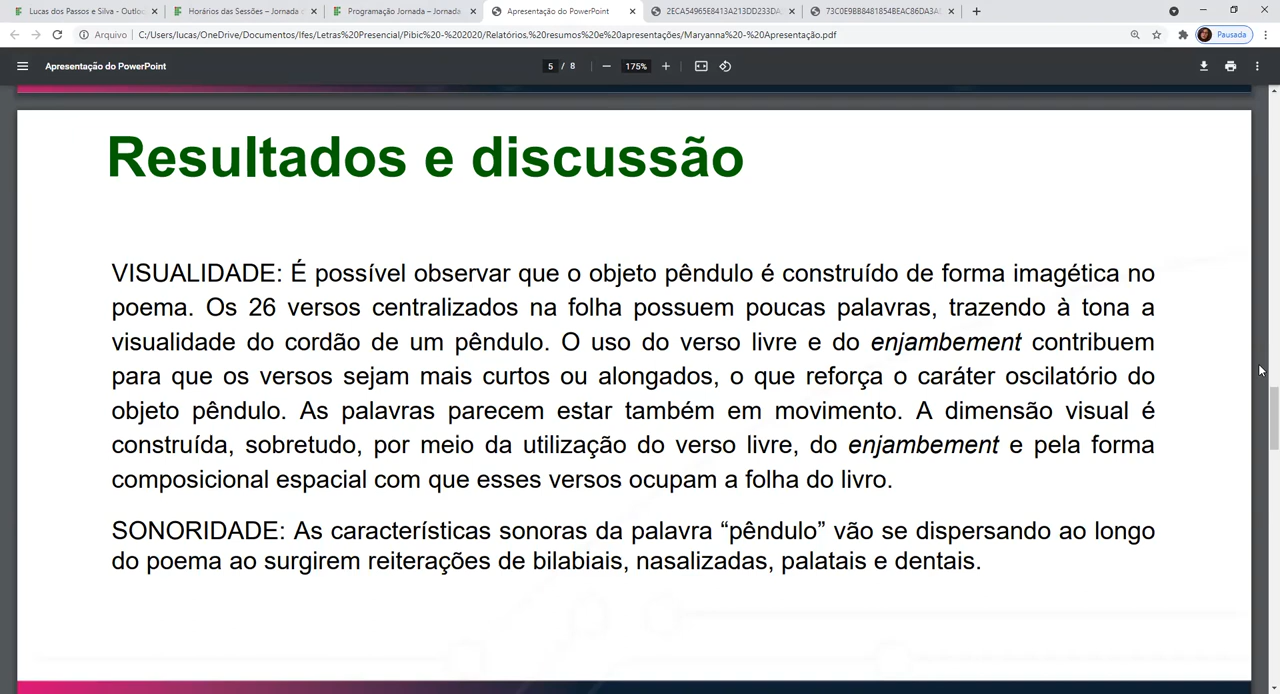 Lucas dos Passos e Silva - Outlo
Horários das Sessões – Jornada
Programação Jornada – Jornada
Apresentação do PowerPoint
2ECA54965E8413A213DD233DA
73C0E9BB8481854BEAC86DA3A
Arquivo
C:/Users/lucas/OneDrive/Documentos/Ifes/Letras%20Presencial/Pibic%20-%202020/Relatórios,%20resumos%20e%20apresentações/Maryanna%20-%20Apresentação.pdf
Pausada
Apresentação do PowerPoint
5 / 8
175%
Resultados e discussão
VISUALIDADE: É possível observar que o objeto pêndulo é construído de forma imagética no
poema. Os 26 versos centralizados na folha possuem poucas palavras, trazendo à tona a
visualidade do cordão de um pêndulo. O uso do verso livre e do enjambement contribuem
para que os versos sejam mais curtos ou alongados, o que reforça o caráter oscilatório do
objeto pêndulo. As palavras parecem estar também em movimento. A dimensão visual é
construída, sobretudo, por meio da utilização do verso livre, do enjambement e pela forma
composicional espacial com que esses versos ocupam a folha do livro.
SONORIDADE: As características sonoras da palavra “pêndulo” vão se dispersando ao longo
do poema ao surgirem reiterações de bilabiais, nasalizadas, palatais e dentais.